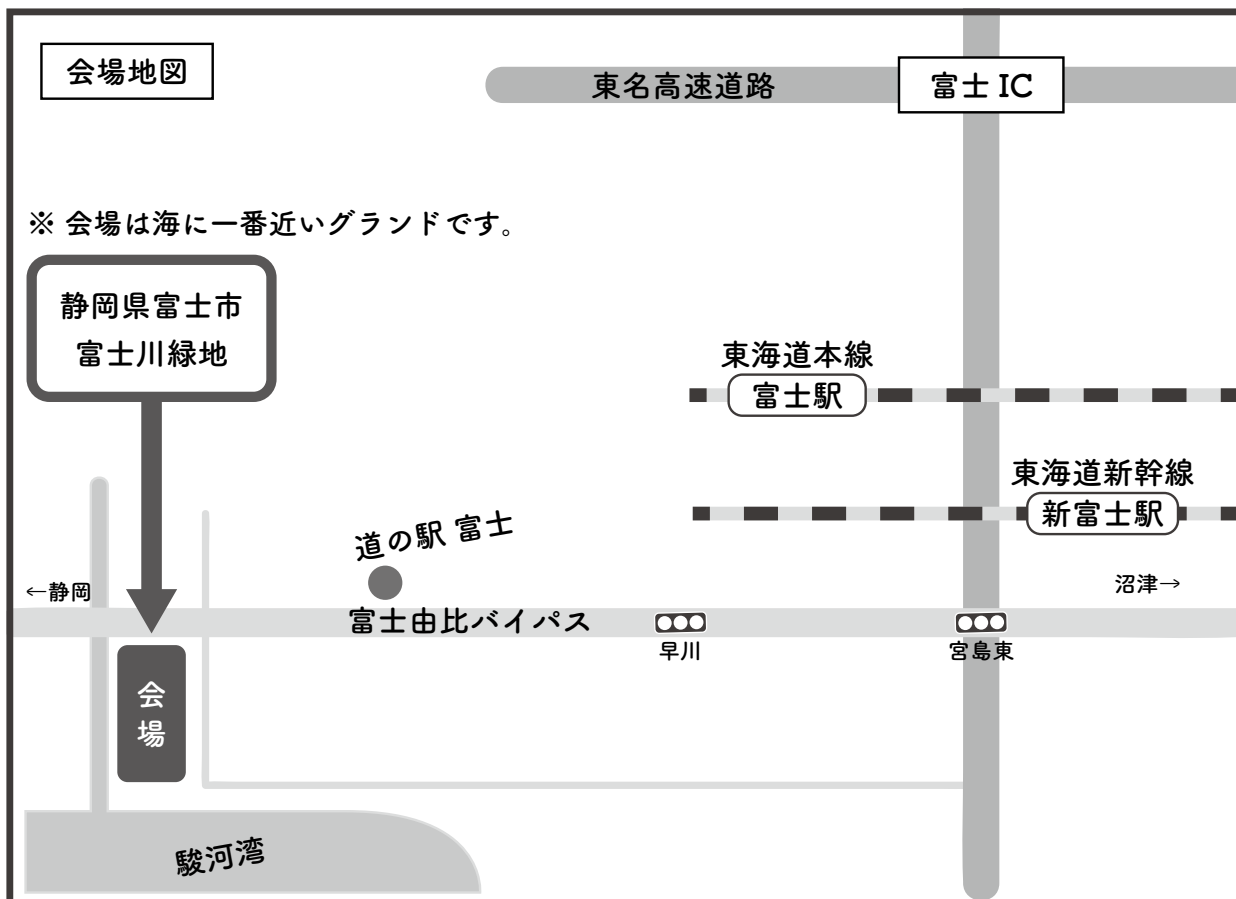 会場地図
東名高速道路
富士 IC
※ 会場は海に一番近いグランドです。
静岡県富士市
富士川緑地
東海道本線
富士駅
東海道新幹線
新富士駅
道の駅 富士
←静岡
沼津→
富士由比バイパス
早川
宮島東
会場
駿河湾